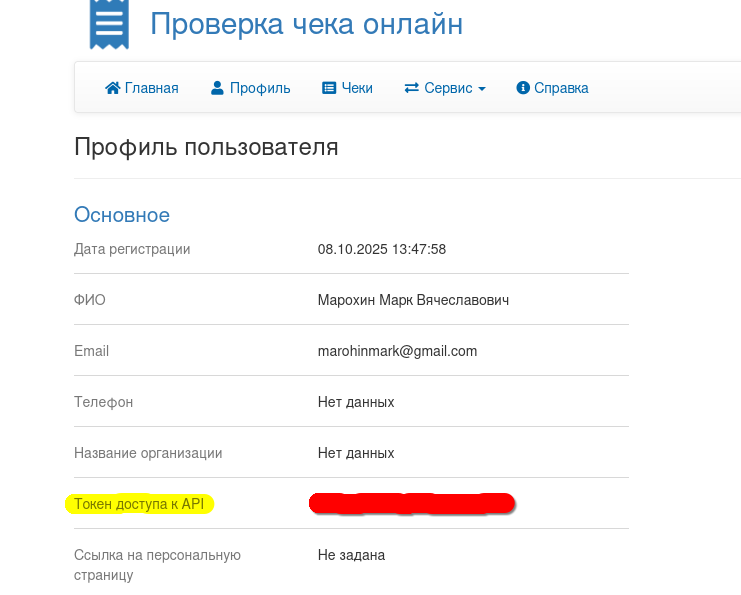 Проверка чека онлайн
Главная Профиль Чеки Сервис Справка
Профиль пользователя
Основное
Дата регистрации 08.10.2025 13:47:58
ФИО Марохин Марк Вячеславович
Email marohinmark@gmail.com
Телефон Нет данных
Название организации Нет данных
Токен доступа к API
Ссылка на персональную Не задана
страницу